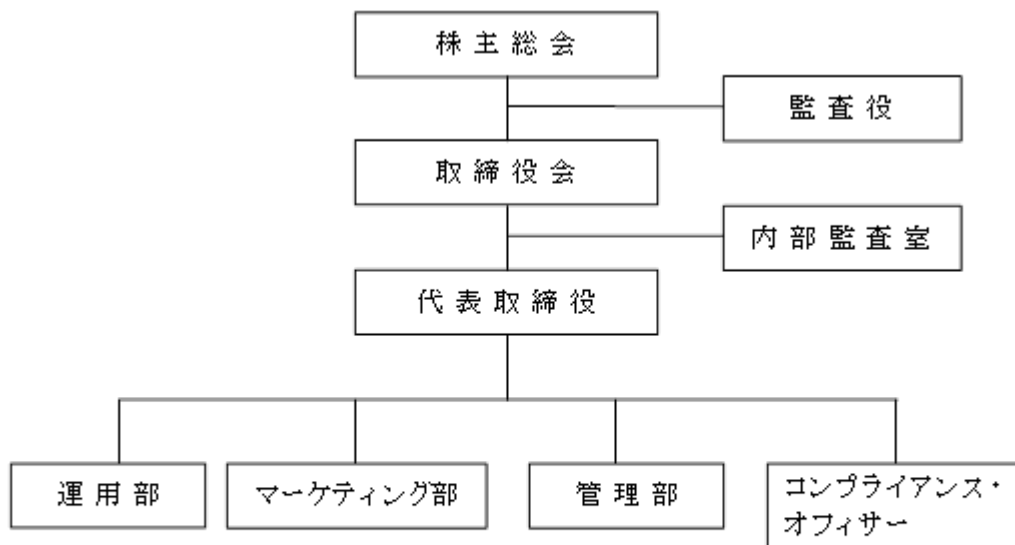 株主総会
監査役
取締役会
内部監査室
代表取締役
運用部
マーケティング部
管理部
コンプライアンス・
オフィサー